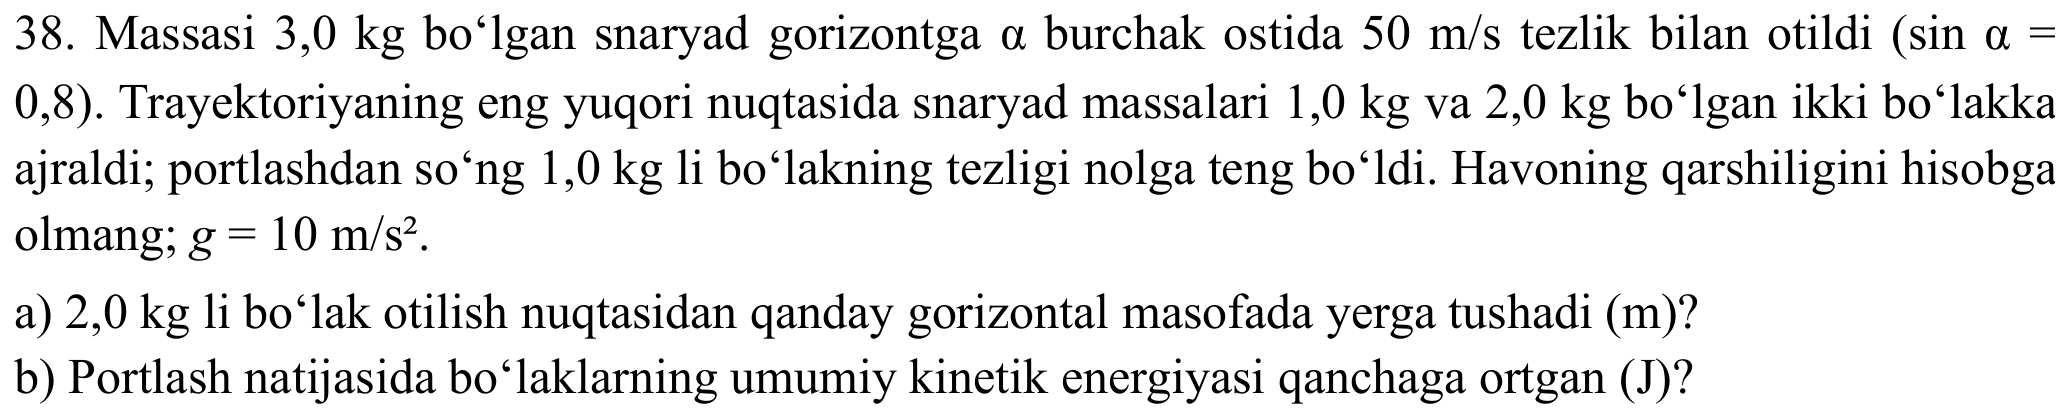 38. Massasi 3,0 kg bo‘lgan snaryad gorizontga α burchak ostida 50 m/s tezlik bilan otildi (sin α =
0,8). Trayektoriyaning eng yuqori nuqtasida snaryad massalari 1,0 kg va 2,0 kg bo‘lgan ikki bo‘lakka
ajraldi; portlashdan so‘ng 1,0 kg li bo‘lakning tezligi nolga teng bo‘ldi. Havoning qarshiligini hisobga
olmang; g = 10 m/s².
a) 2,0 kg li bo‘lak otilish nuqtasidan qanday gorizontal masofada yerga tushadi (m)?
b) Portlash natijasida bo‘laklarning umumiy kinetik energiyasi qanchaga ortgan (J)?